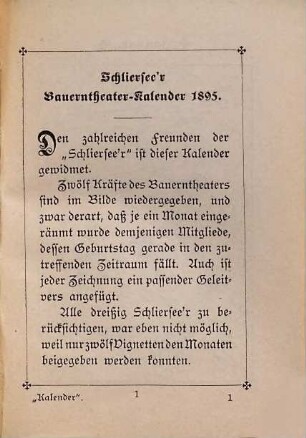 Schlierseer'r
Bauerntheater-Kalender 1895.
Den zahlreichen Freunden der
„Schliersee'r“ ist dieser Kalender
gewidmet.
Zwölf Kräfte des Bauerntheaters
sind im Bilde wiedergegeben, und
zwar derart, daß je ein Monat einge-
räumt wurde demjenigen Mitgliede,
dessen Geburtstag gerade in den zu-
treffenden Zeitraum fällt. Auch ist
jeder Zeichnung ein passender Geleit-
vers angefügt.
Alle dreißig Schliersee'r zu be-
rücksichtigen, war eben nicht möglich,
weil nur zwölf Vignetten den Monaten
beigegeben werden konnten.
„Kalender“. 1 1